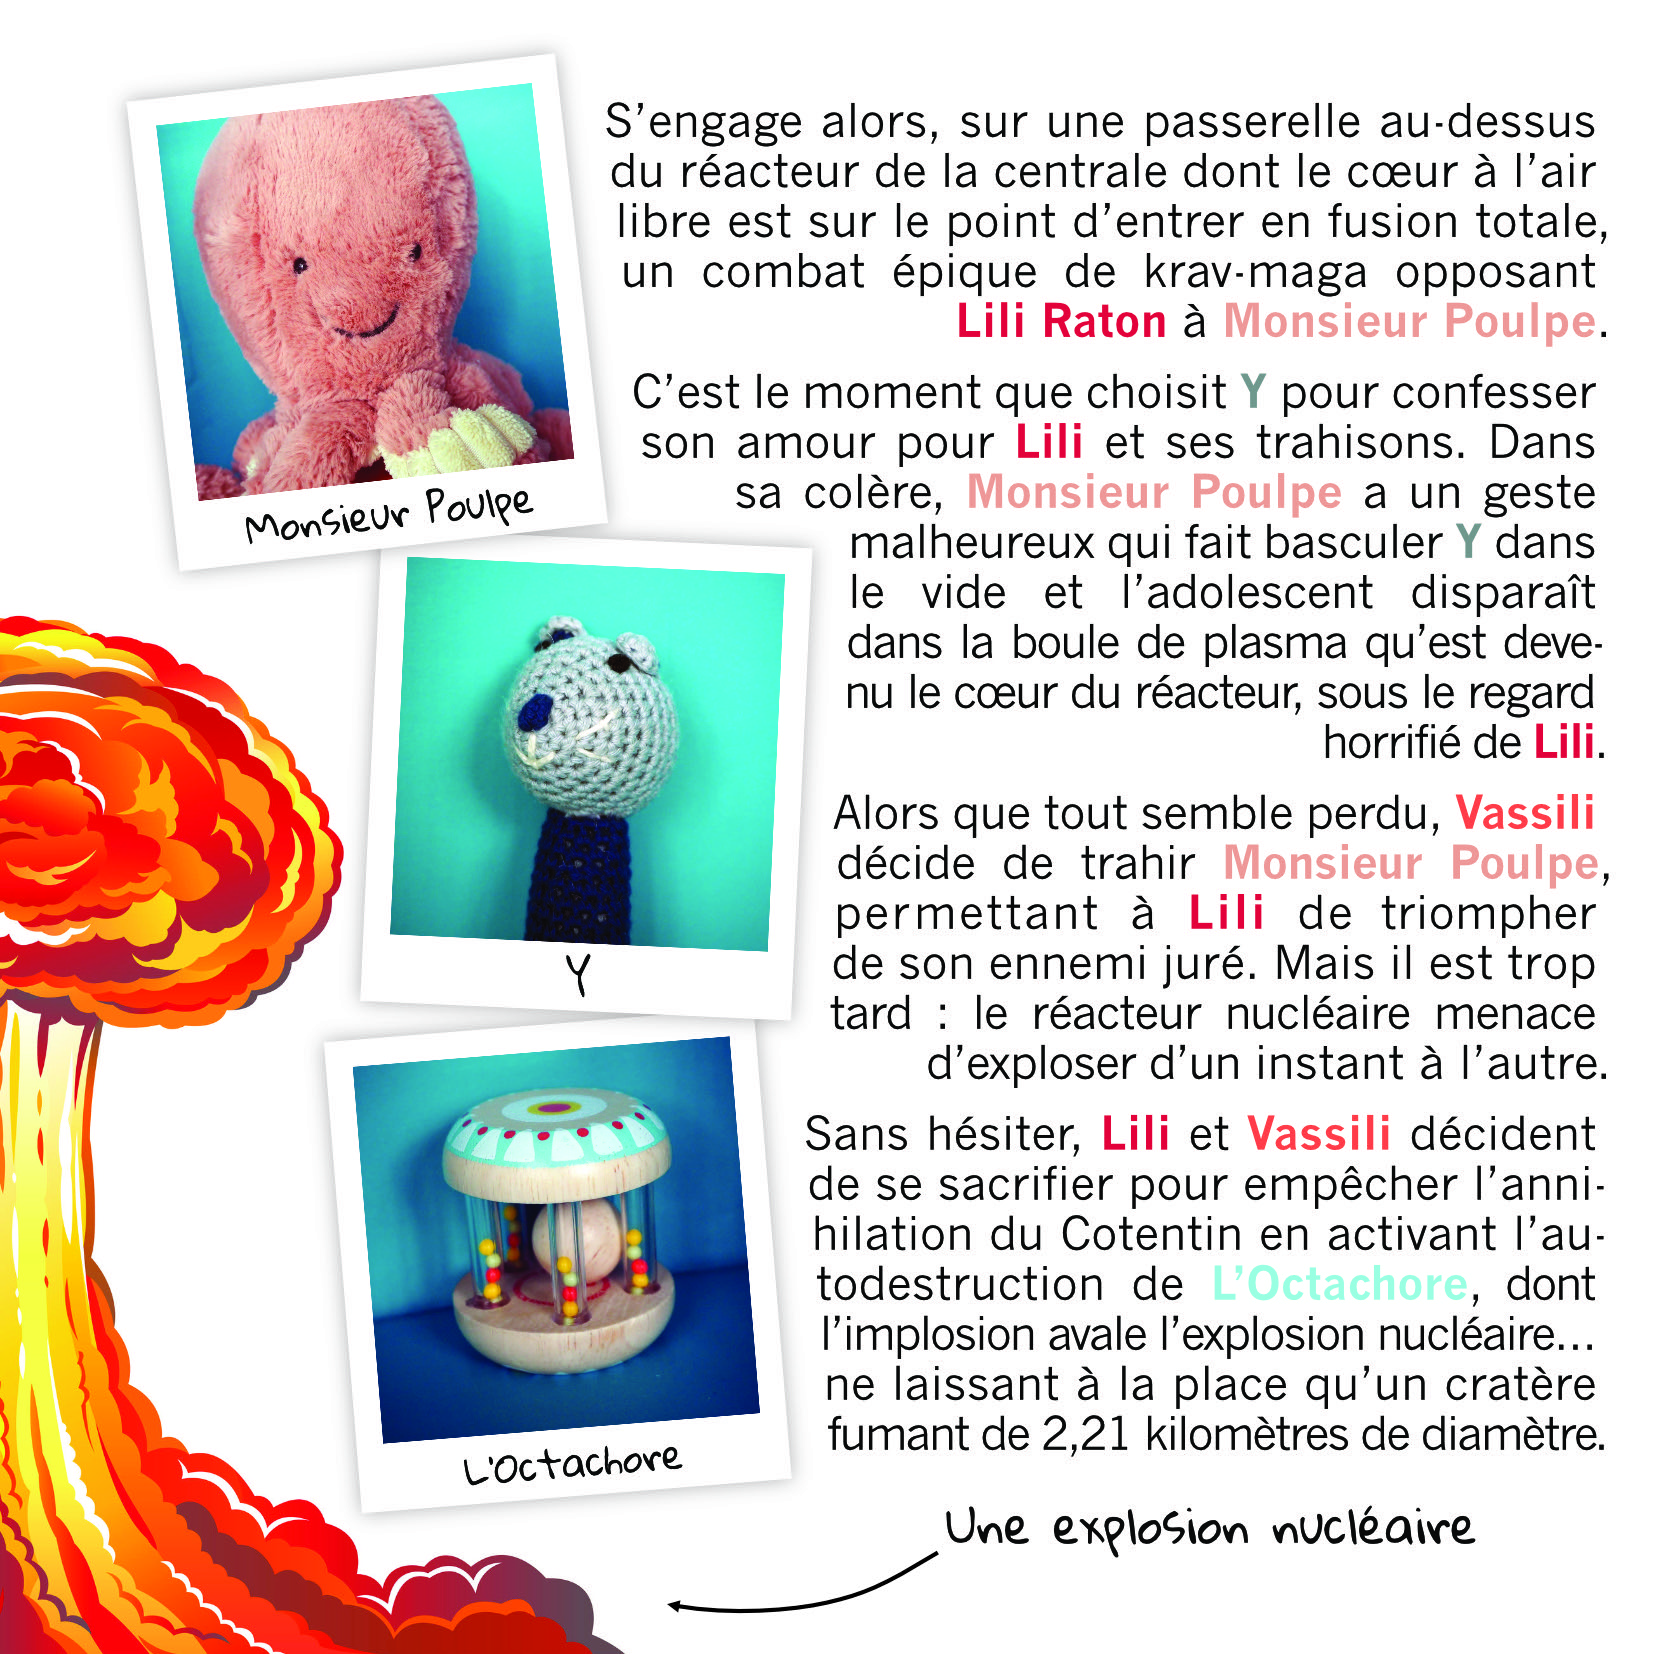 S’engage alors, sur une passerelle au-dessus
du réacteur de la centrale dont le cœur à l’air
libre est sur le point d’entrer en fusion totale,
un combat épique de krav-maga opposant
Lili Raton à Monsieur Poulpe.
C’est le moment que choisit Y pour confesser
son amour pour Lili et ses trahisons. Dans
sa colère, Monsieur Poulpe a un geste
malheureux qui fait basculer Y dans
le vide et l’adolescent disparaît
dans la boule de plasma qu’est deve-
nu le cœur du réacteur, sous le regard
horrifié de Lili.
Alors que tout semble perdu, Vassili
décide de trahir Monsieur Poulpe,
permettant à Lili de triompher
de son ennemi juré. Mais il est trop
tard : le réacteur nucléaire menace
d’exploser d’un instant à l’autre.
Sans hésiter, Lili et Vassili décident
de se sacrifier pour empêcher l’anni-
hilation du Cotentin en activant l’au-
todestruction de L’Octachore, dont
l’implosion avale l’explosion nucléaire...
ne laissant à la place qu’un cratère
fumant de 2,21 kilomètres de diamètre.
Monsieur Poulpe
Y
L'Octachore
Une explosion nucléaire